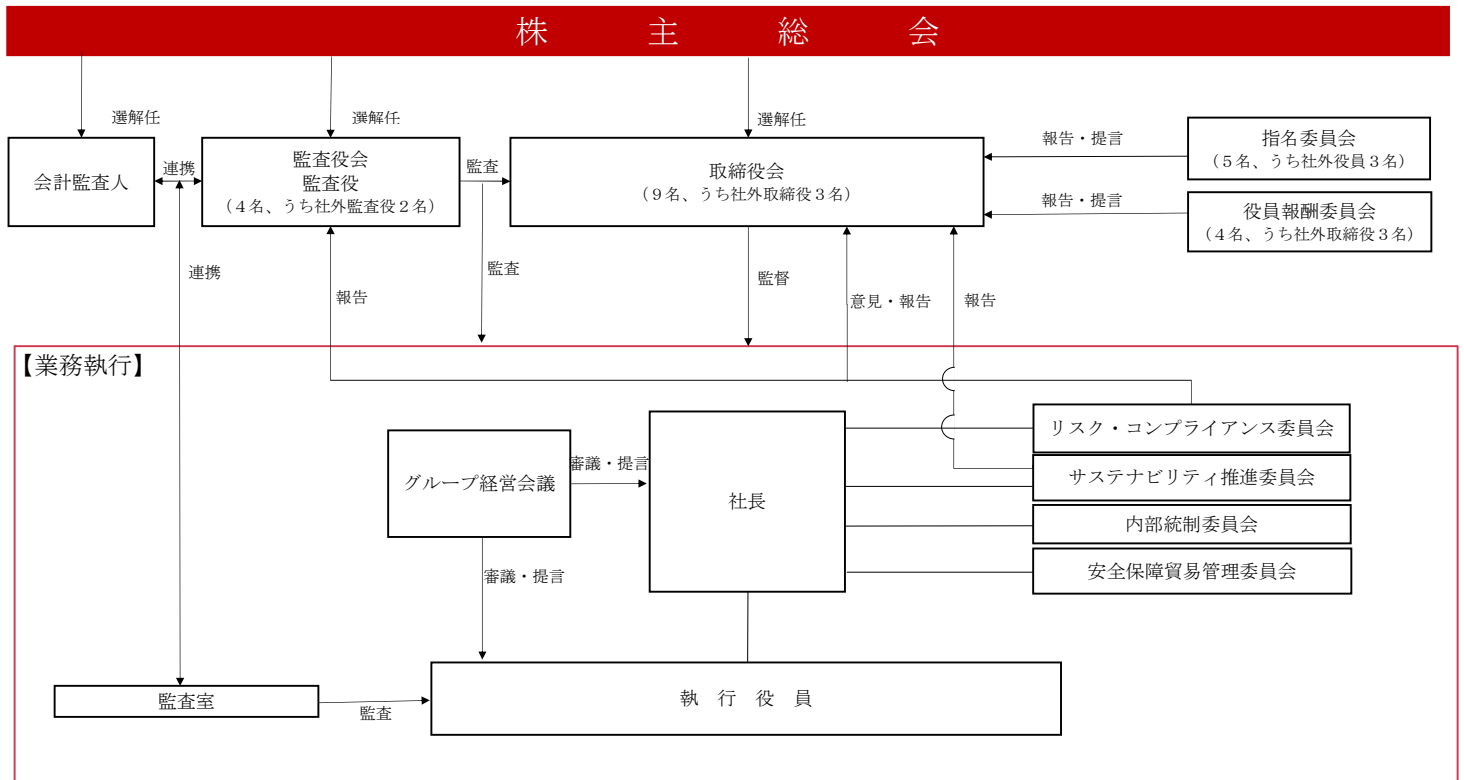 株主総会
選解任
選解任
選解任
会計監査人
連携
監査役会
監査役
（４名、うち社外監査役２名）
監査
取締役会
（９名、うち社外取締役３名）
報告・提言
指名委員会
（５名、うち社外役員３名）
報告・提言
役員報酬委員会
（４名、うち社外取締役３名）
連携
報告
監査
監督
意見・報告
報告
【業務執行】
グループ経営会議
審議・提言
社長
リスク・コンプライアンス委員会
サステナビリティ推進委員会
内部統制委員会
安全保障貿易管理委員会
審議・提言
監査室
監査
執行役員